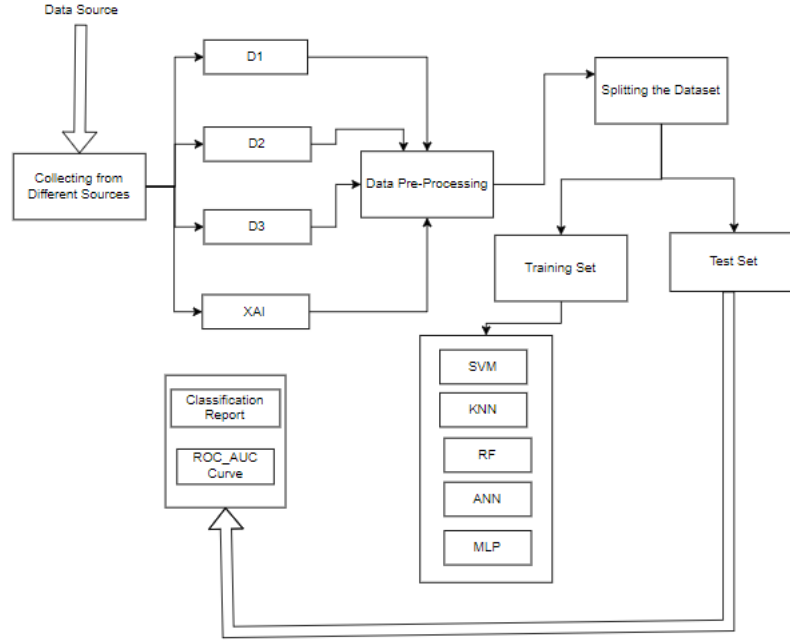 Data Source
D1
Splitting the Dataset
D2
Collecting from
Different Sources
Data Pre-Processing
D3
Training Set
Test Set
XAI
SVM
Classification
Report
KNN
ROC_AUC
Curve
RF
ANN
MLP